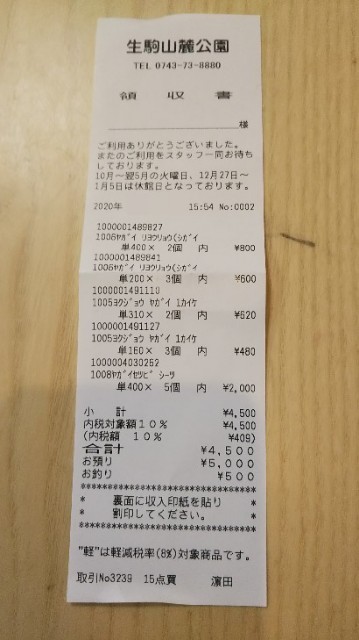 生駒山麓公園
TEL 0743-73-8880
領 収 書
様
ご利用ありがとうございました。
またのご利用をスタッフ一同お待ち
しております。
10月～翌5月の火曜日、12月27日～
1月5日は休館日となっております。
2020年 15:54 No:0002
1000001489827
1006ﾔｶﾞｲ ﾘﾖｳﾘﾖｳ(ｼｶﾞｲ
単400× 2個 内 ¥800
1000001489841
1006ﾔｶﾞｲ ﾘﾖｳﾘﾖｳ(ｼｶﾞｲ
単200× 3個 内 ¥600
1000001491110
1005ﾖｸｼﾞﾖｳ ﾔｶﾞｲ 1ｶｲｹ
単310× 2個 内 ¥620
1000001491127
1005ﾖｸｼﾞﾖｳ ﾔｶﾞｲ 1ｶｲｹ
単160× 3個 内 ¥480
1000004030252
1008ﾔｶﾞｲｾﾂﾋﾞ ｼｰﾂ
単400× 5個 内 ¥2,000
小 計 ¥4,500
内税対象額10% ¥4,500
(内税額 10% ¥409)
合計 ¥4,500
お預り ¥5,000
お釣り ¥500
********************************
* 裏面に収入印紙を貼り *
* 割印してください。 *
********************************
"軽"は軽減税率(8%)対象商品です。
取引No3239 15点買 濵田